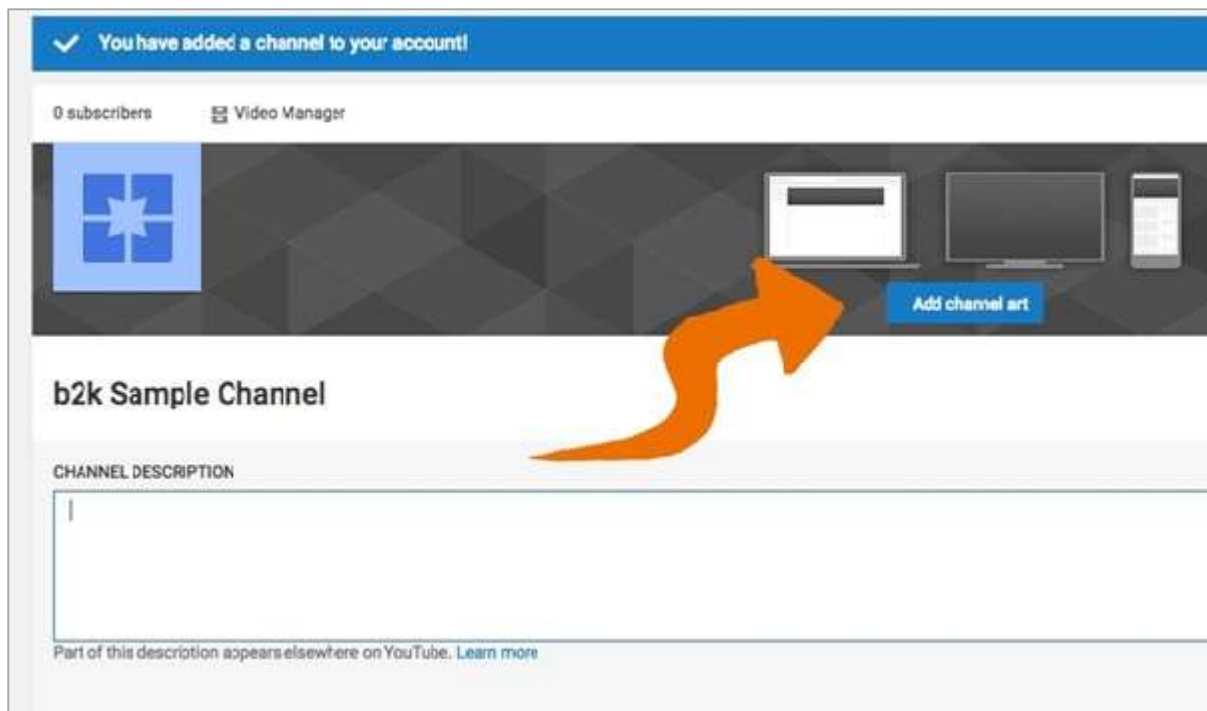 You have added a channel to your account!
0 subscribers Video Manager
Add channel art
b2k Sample Channel
CHANNEL DESCRIPTION
Part of this description appears elsewhere on YouTube. Learn more